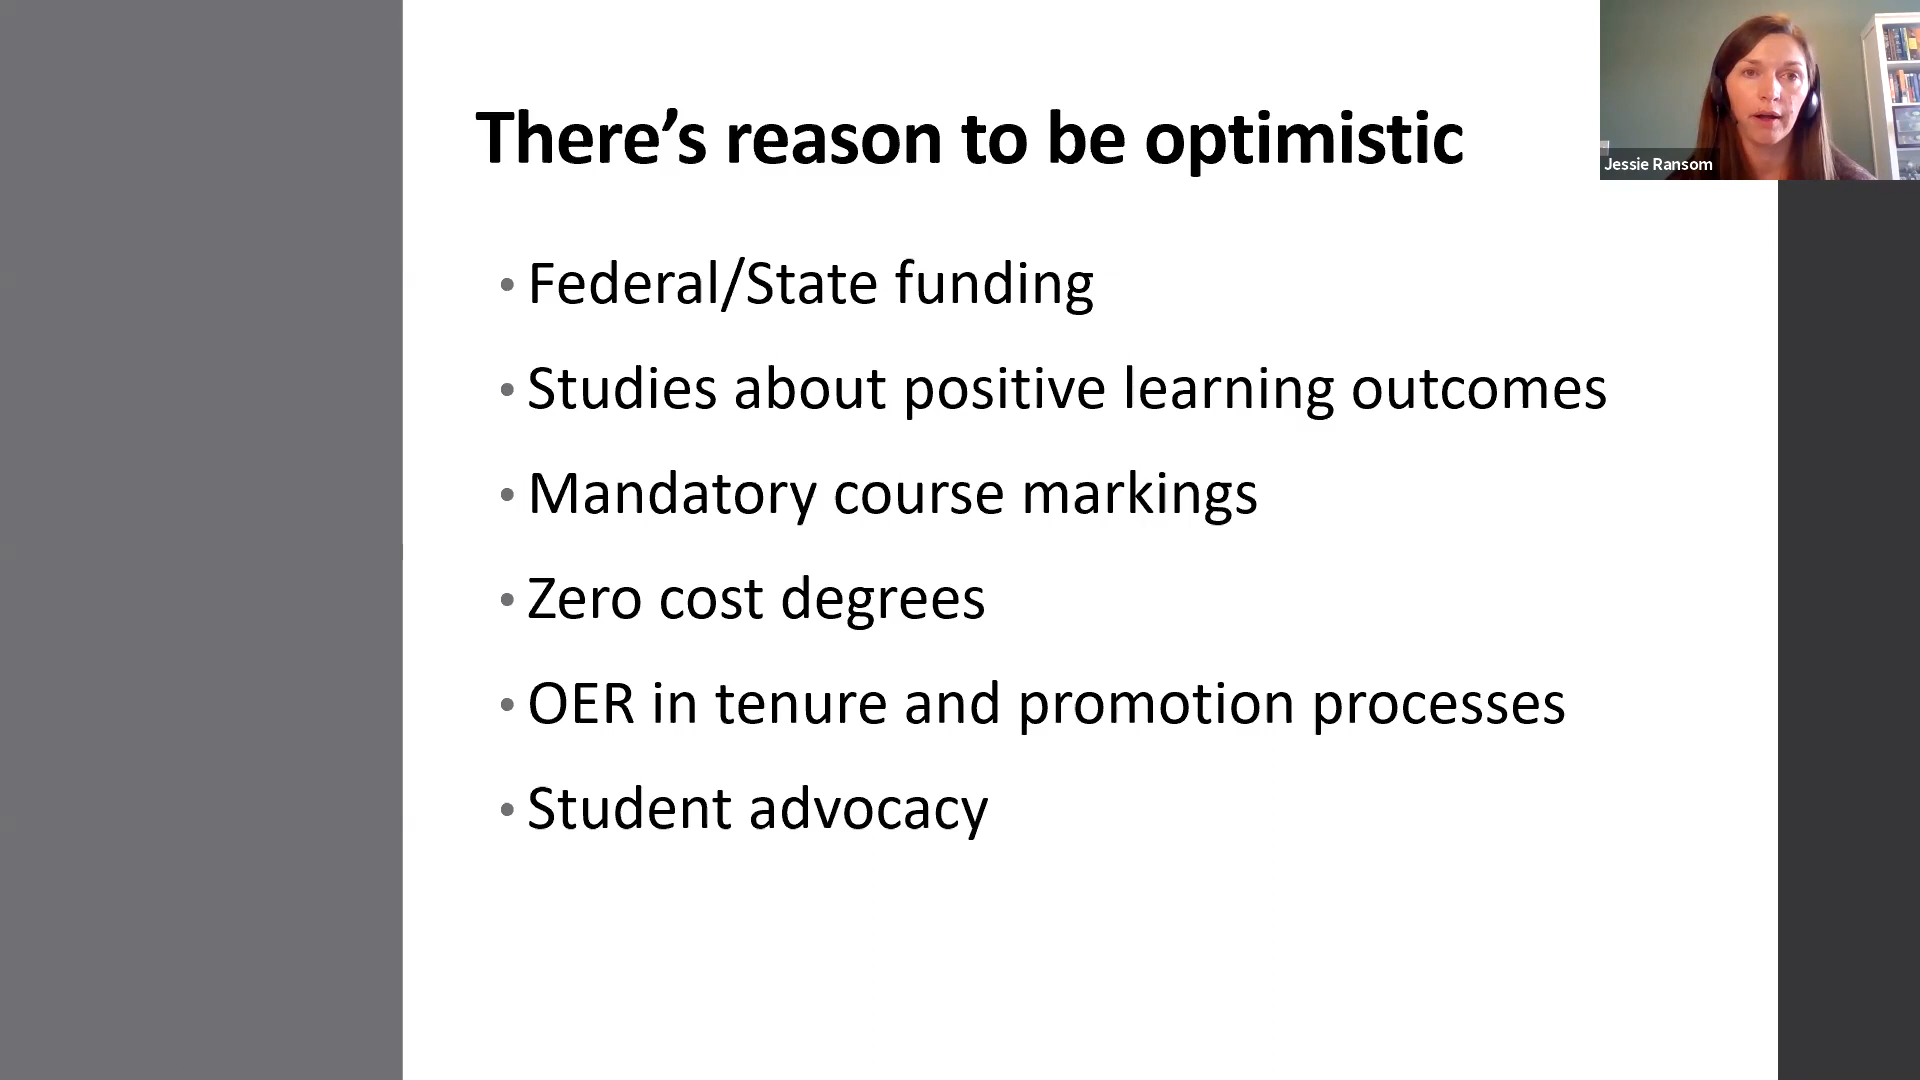 There’s reason to be optimistic
Jessie Ransom
• Federal/State funding
• Studies about positive learning outcomes
• Mandatory course markings
• Zero cost degrees
• OER in tenure and promotion processes
• Student advocacy